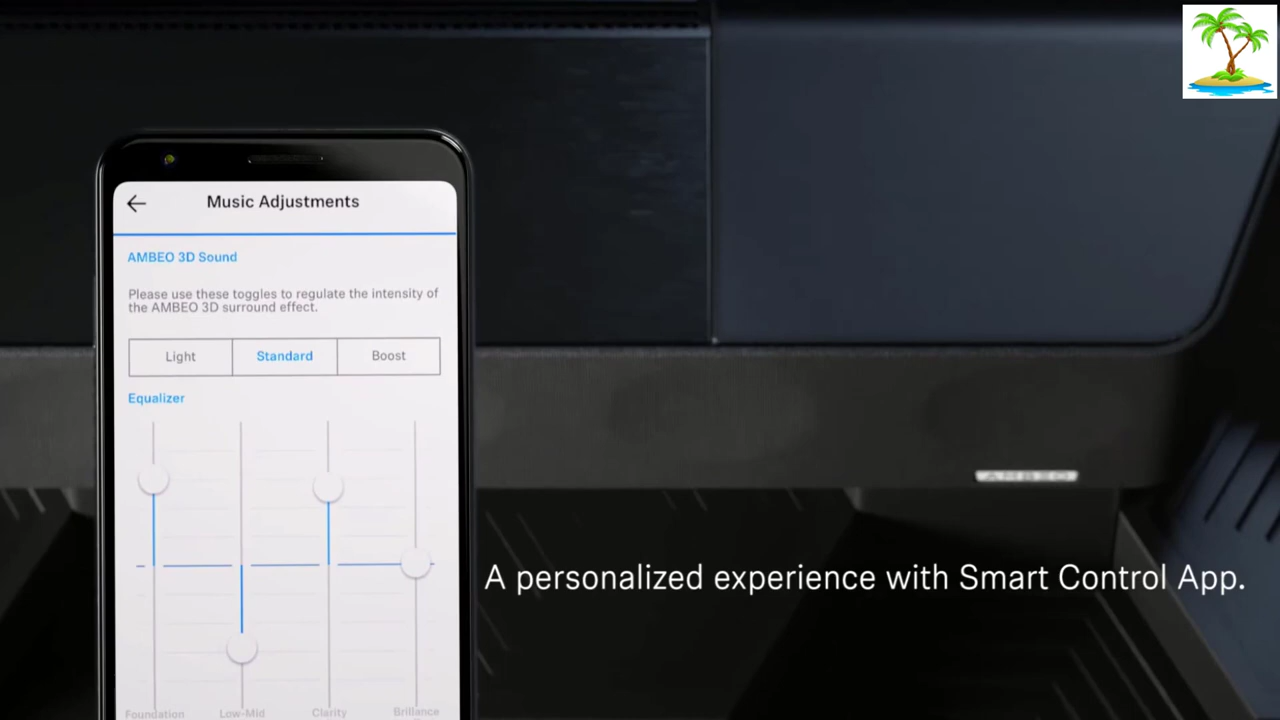 Music Adjustments
AMBEO 3D Sound
Please use these toggles to regulate the intensity of
the AMBEO 3D surround effect.
Light Standard Boost
Equalizer
AMBEO
A personalized experience with Smart Control App.
Foundation Low-Mid Clarity Brillance